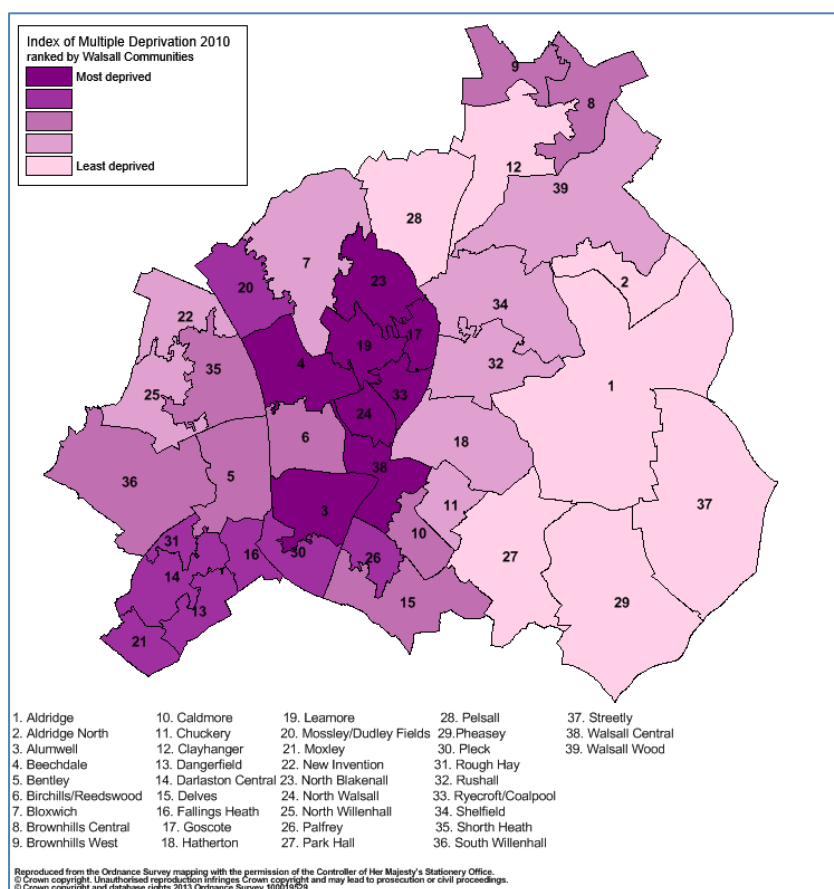 Index of Multiple Deprivation 2010
ranked by Walsall Communities
Most deprived
Least deprived
9
8
12
39
28
7
23
20
2
34
22
17
19
35
4
32
1
25
33
24
6
18
38
36
5
37
11
3
10
31
16
30
26
27
14
15
29
13
21
1. Aldridge
2. Aldridge North
3. Alumwell
4. Beechdale
5. Bentley
6. Birchills/Reedswood
7. Bloxwich
8. Brownhills Central
9. Brownhills West
10. Caldmore
11. Chuckery
12. Clayhanger
13. Dangerfield
14. Darlaston Central
15. Delves
16. Fallings Heath
17. Goscote
18. Hatherton
19. Leamore
20. Mossley/Dudley Fields
21. Moxley
22. New Invention
23. North Blakenall
24. North Walsall
25. North Willenhall
26. Palfrey
27. Park Hall
28. Pelsall
29.Pheasey
30. Pleck
31. Rough Hay
32. Rushall
33. Ryecroft/Coalpool
34. Shelfield
35. Shorth Heath
36. South Willenhall
37. Streetly
38. Walsall Central
39. Walsall Wood
Reproduced from the Ordnance Survey mapping with the permission of the Controller of Her Majesty's Stationery Office.
© Crown copyright. Unauthorised reproduction infringes Crown copyright and may lead to prosecution or civil proceedings.
© Crown copyright and database rights 2013 Ordnance Survey 100019529